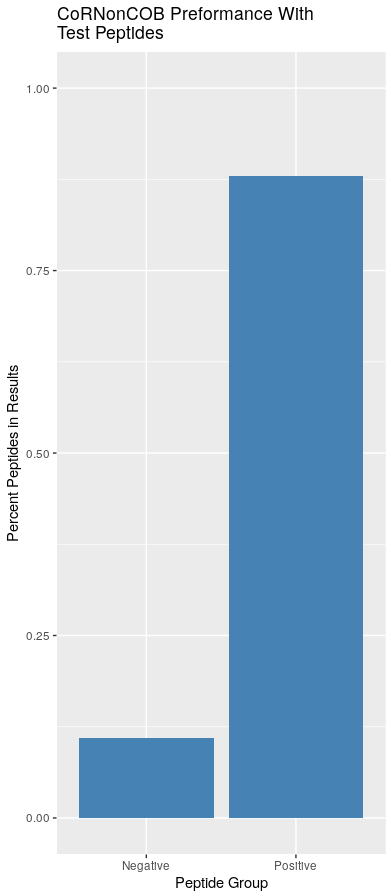 CoRNonCOB Preformance With
Test Peptides
Percent Peptides in Results
1.00
0.75
0.50
0.25
0.00
Negative
Positive
Peptide Group